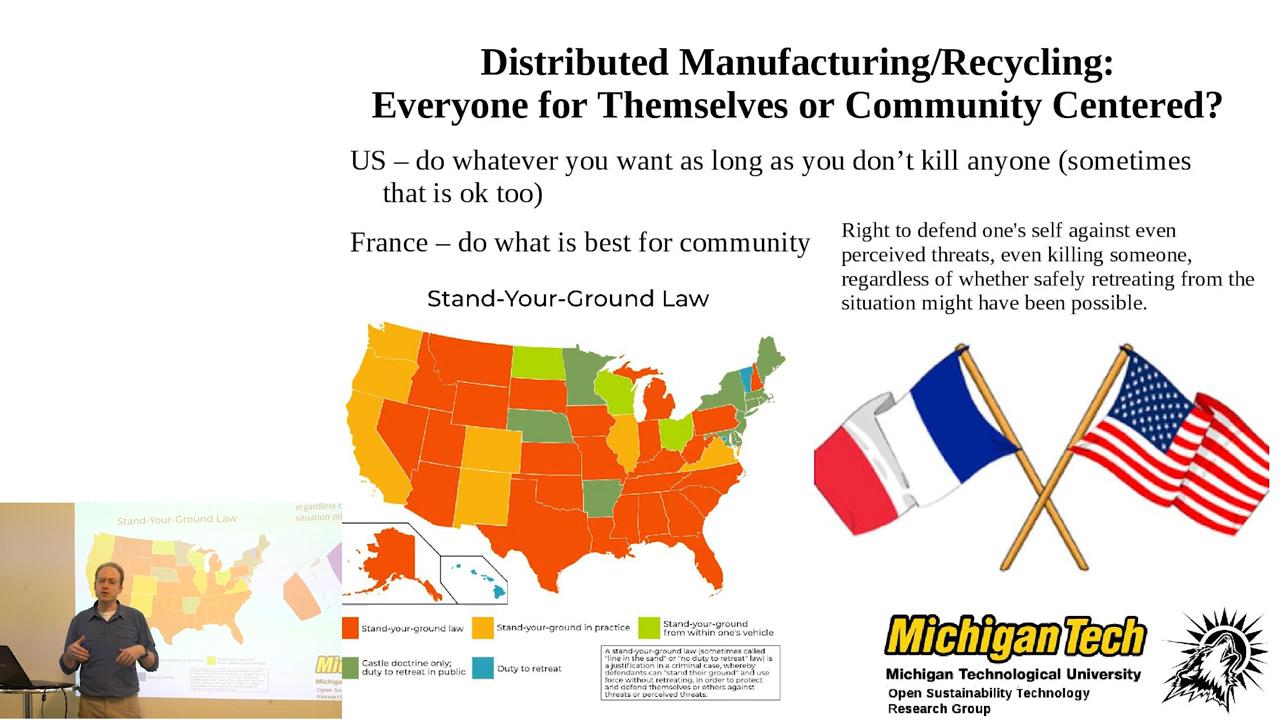 Distributed Manufacturing/Recycling:
Everyone for Themselves or Community Centered?
US – do whatever you want as long as you don’t kill anyone (sometimes
that is ok too)
France – do what is best for community
Right to defend one's self against even
perceived threats, even killing someone,
regardless of whether safely retreating from the
situation might have been possible.
Stand-Your-Ground Law
Stand-your-ground law
Stand-your-ground in practice
Stand-your-ground
from within one's vehicle
Castle doctrine only;
duty to retreat in public
Duty to retreat
A stand-your-ground law (sometimes called
"line in the sand" or "no duty to retreat" law) is
a justification in a criminal case, whereby
defendants can "stand their ground" and use
force without retreating, in order to protect
and defend themselves or others against
threats or perceived threats.
MichiganTech
Michigan Technological University
Open Sustainability Technology
Research Group
regardless
situation
Stand-Your-Ground Law